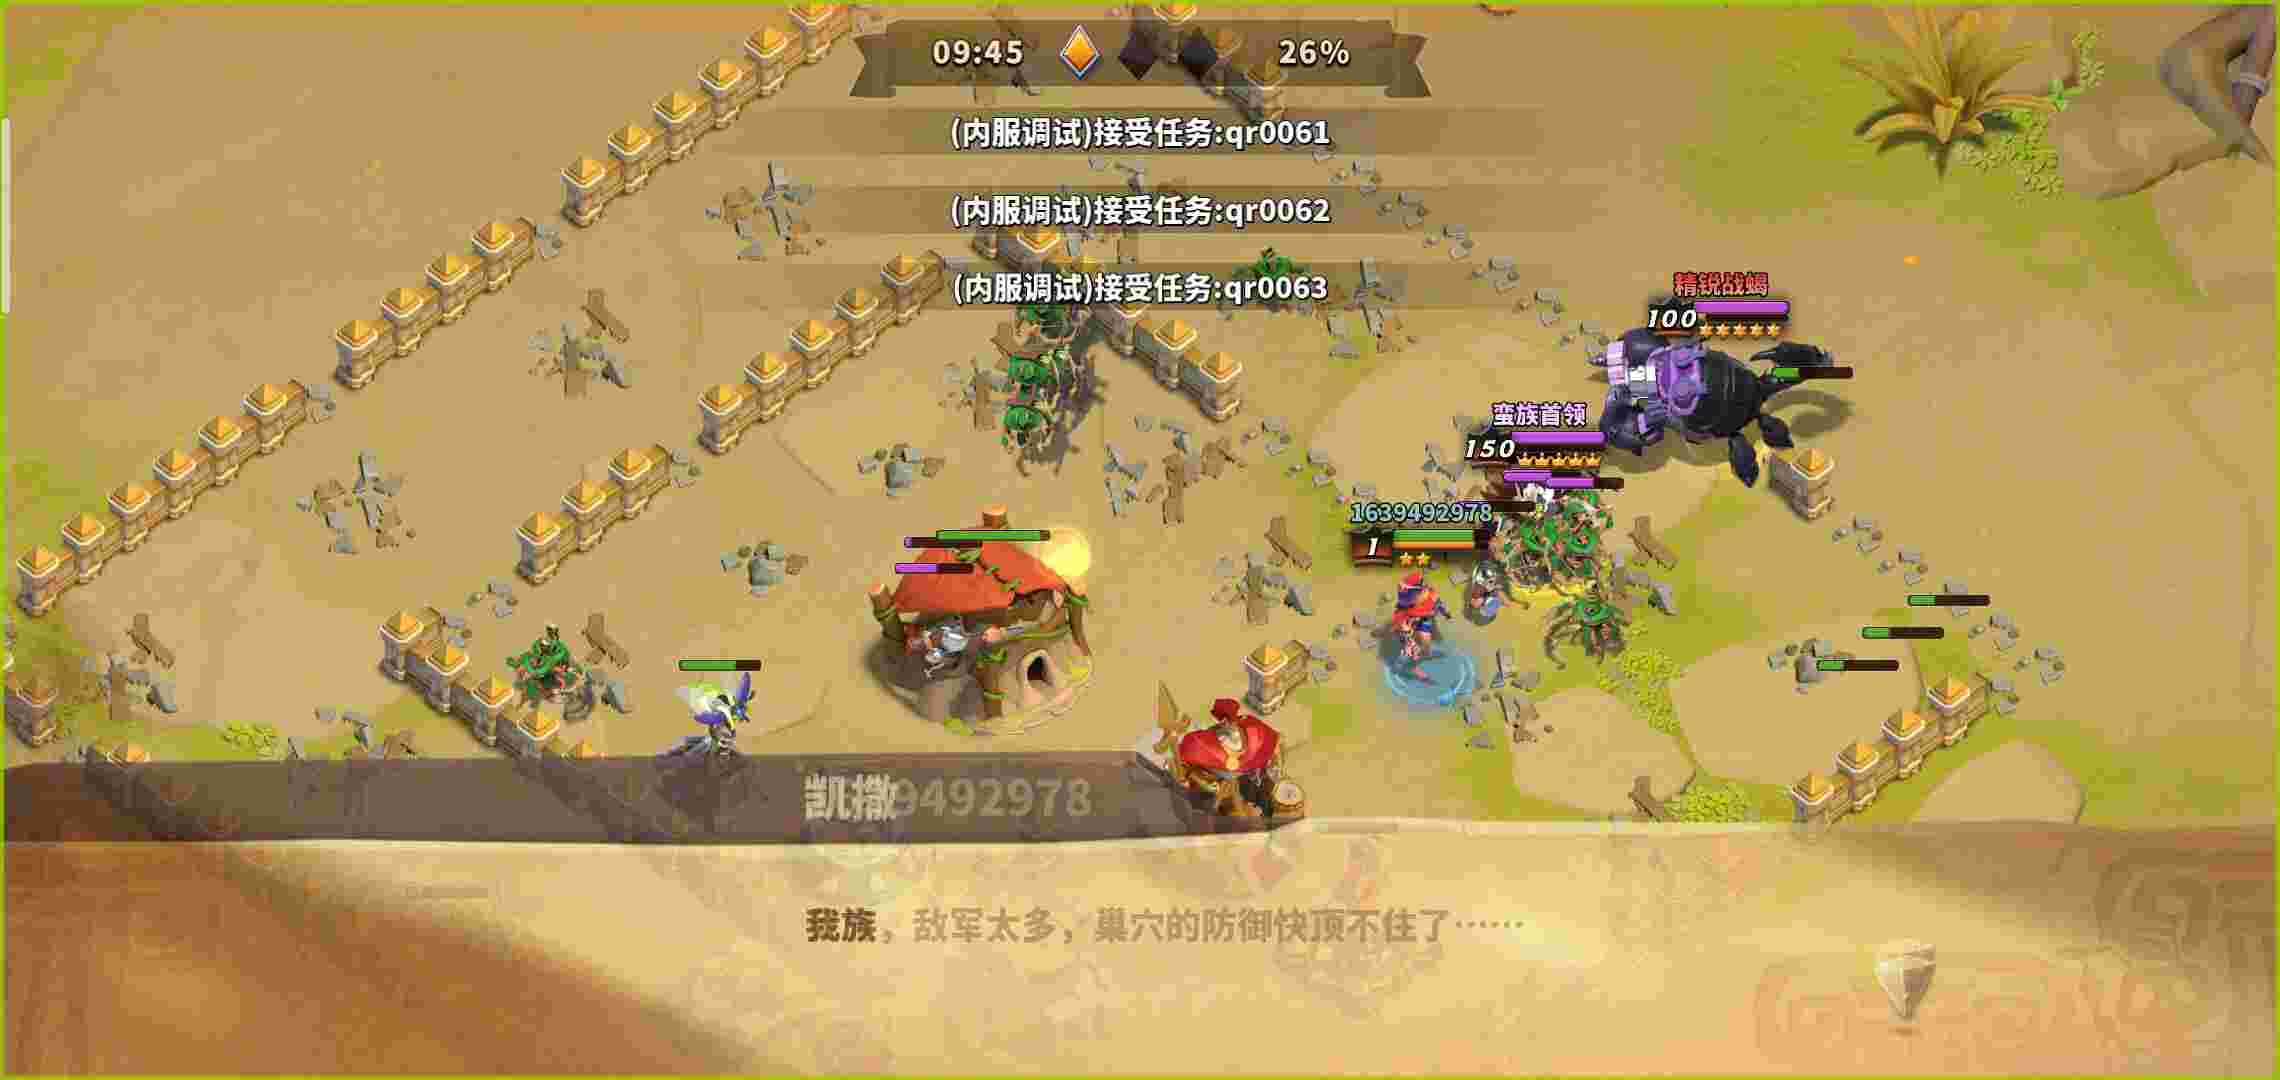 09:45 26%
(内服调试)接受任务:qr0061
(内服调试)接受任务:qr0062
(内服调试)接受任务:qr0063
精锐战蝎
100
蛮族首领
150
1639492978
1
凯撒9492978
我族，敌军太多，巢穴的防御快顶不住了……